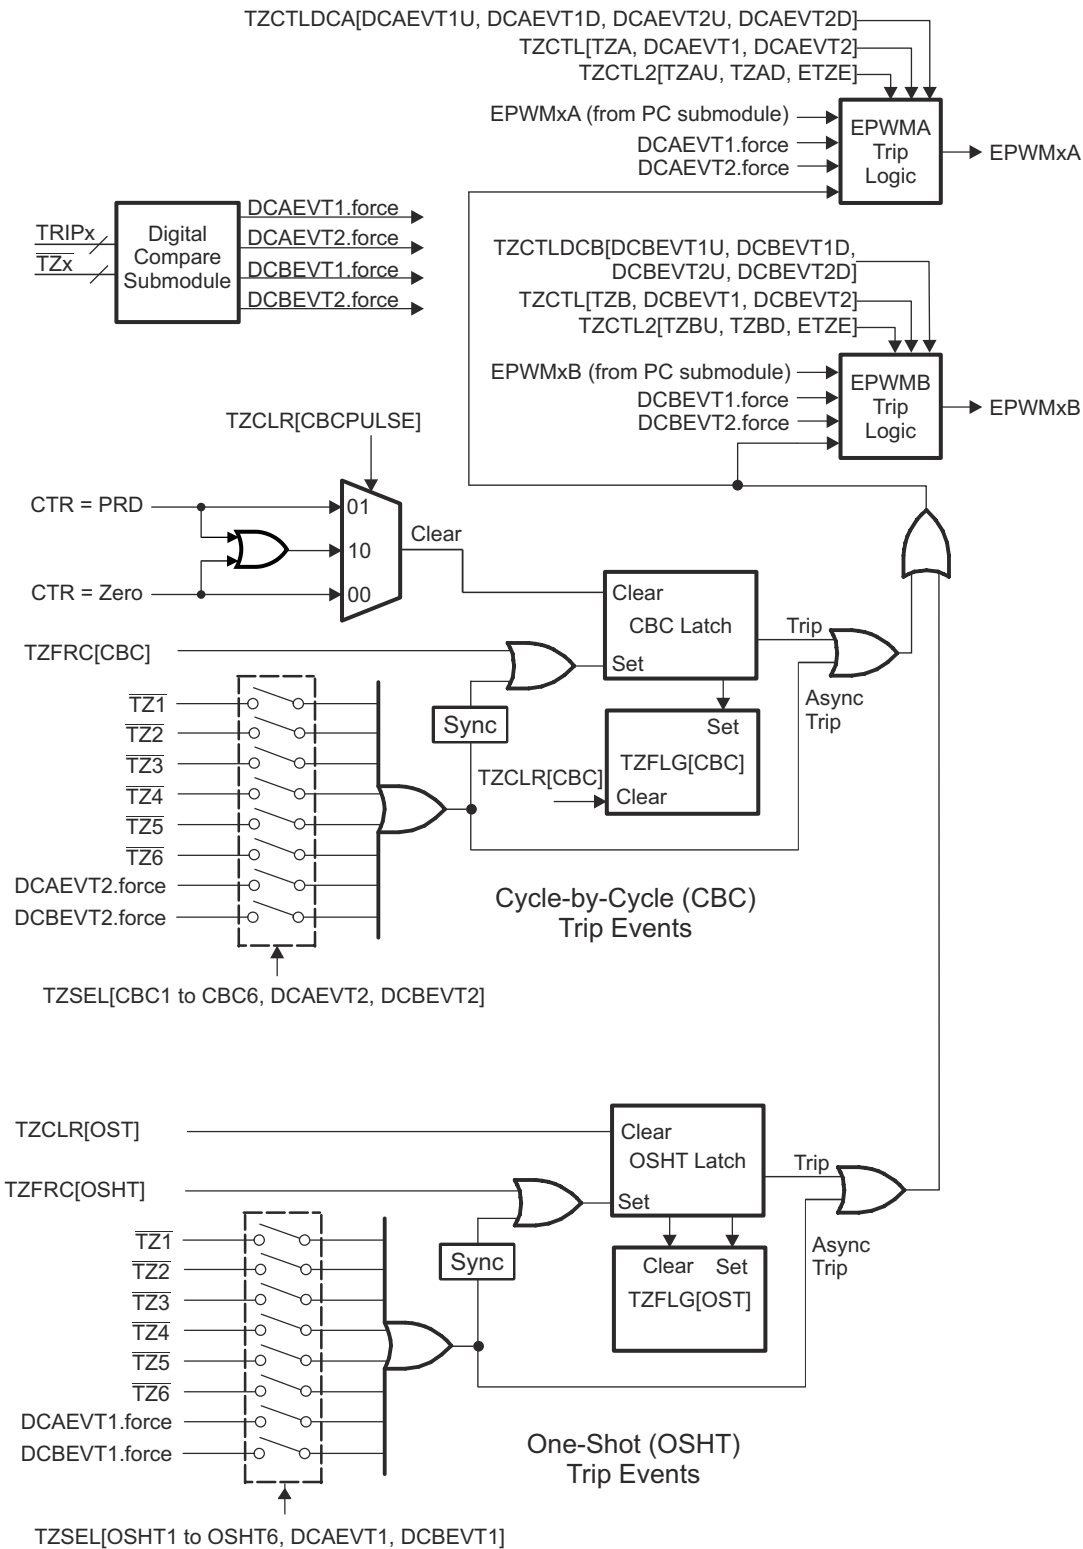 TZCTLDCA[DCAEVT1U, DCAEVT1D, DCAEVT2U, DCAEVT2D]
TZCTL[TZA, DCAEVT1, DCAEVT2]
TZCTL2[TZAU, TZAD, ETZE]
EPWMxA (from PC submodule)
DCAEVT1.force
DCAEVT2.force
EPWMA
Trip
Logic
EPWMxA
TRIPx
TZx
Digital
Compare
Submodule
DCAEVT1.force
DCAEVT2.force
DCBEVT1.force
DCBEVT2.force
TZCTLDCB[DCBEVT1U, DCBEVT1D,
DCBEVT2U, DCBEVT2D]
TZCTL[TZB, DCBEVT1, DCBEVT2]
TZCTL2[TZBU, TZBD, ETZE]
EPWMxB (from PC submodule)
DCBEVT1.force
DCBEVT2.force
EPWMB
Trip
Logic
EPWMxB
TZCLR[CBCPULSE]
CTR = PRD
01
10
CTR = Zero
00
Clear
Clear
CBC Latch
Set
Trip
TZFRC[CBC]
TZ1
TZ2
TZ3
TZ4
TZ5
TZ6
DCAEVT2.force
DCBEVT2.force
Sync
Async
Trip
Set
TZFLG[CBC]
TZCLR[CBC]
Clear
Cycle-by-Cycle (CBC)
Trip Events
TZSEL[CBC1 to CBC6, DCAEVT2, DCBEVT2]
TZCLR[OST]
Clear
OSHT Latch
Set
Trip
TZFRC[OSHT]
TZ1
TZ2
TZ3
TZ4
TZ5
TZ6
DCAEVT1.force
DCBEVT1.force
Sync
Async
Trip
Clear Set
TZFLG[OST]
One-Shot (OSHT)
Trip Events
TZSEL[OSHT1 to OSHT6, DCAEVT1, DCBEVT1]